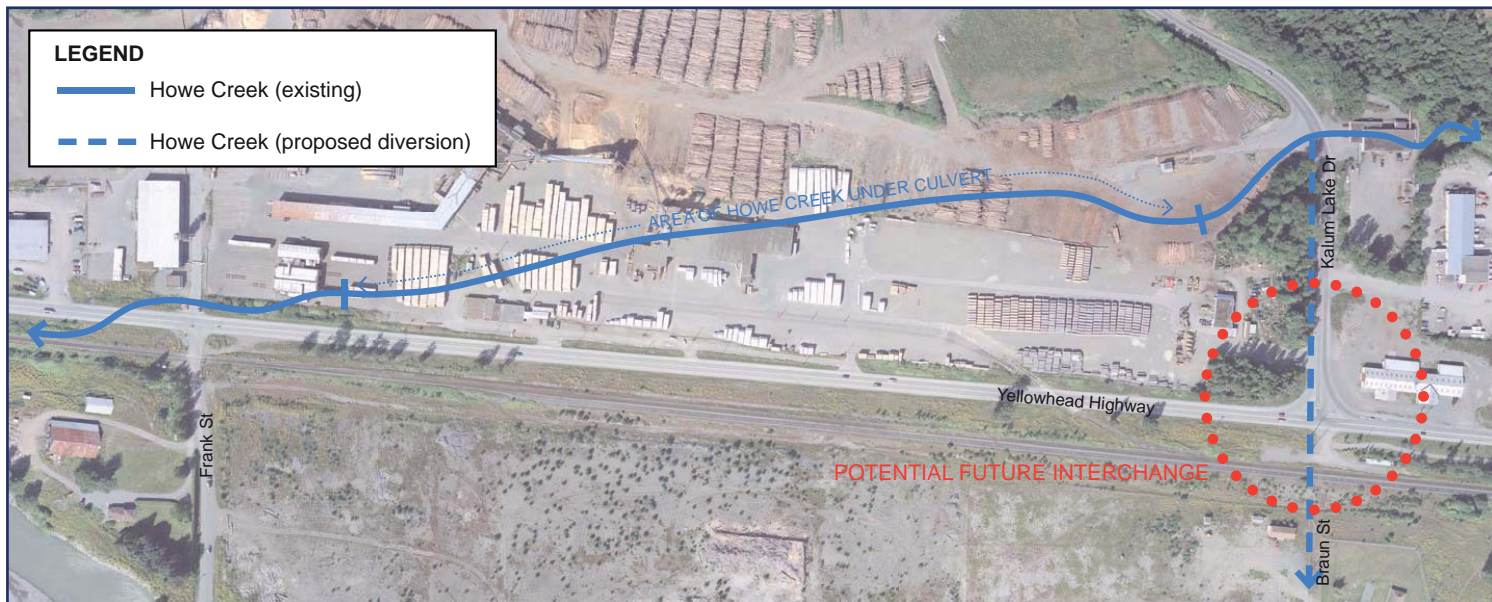 LEGEND
Howe Creek (existing)
Howe Creek (proposed diversion)
AREA OF HOWE CREEK UNDER CULVERT
Kalum Lake Dr
Yellowhead Highway
Frank St
POTENTIAL FUTURE INTERCHANGE
Braun St